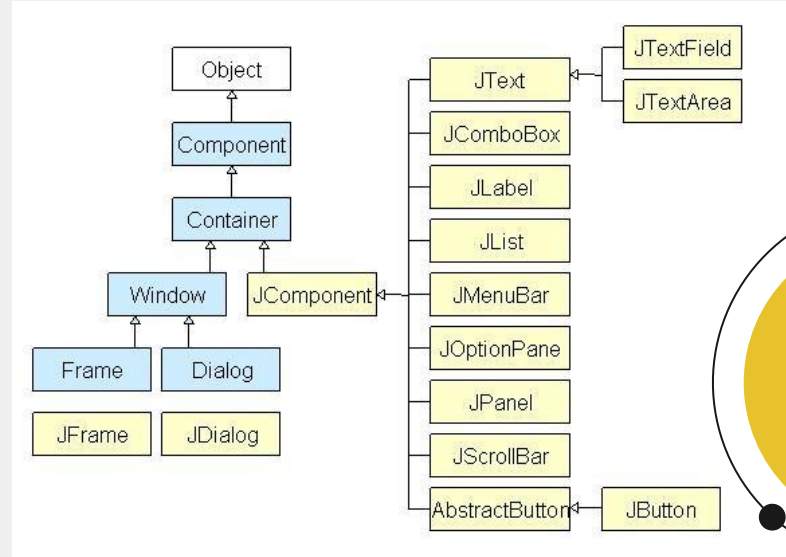 Object
Component
Container
Window
JComponent
Frame
Dialog
JFrame
JDialog
JText
JComboBox
JLabel
JList
JMenuBar
JOptionPane
JPanel
JScrollBar
AbstractButton
JTextField
JTextArea
JButton